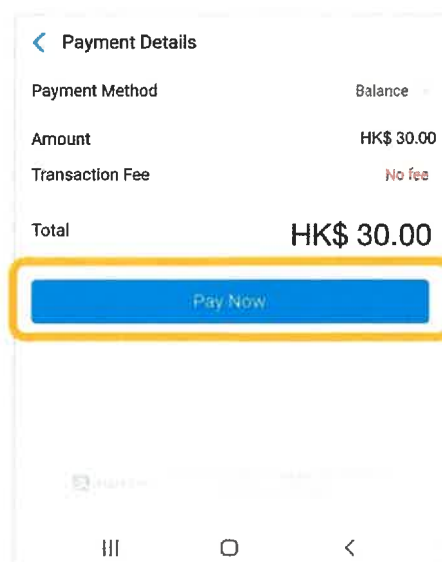 Payment Details
Payment Method Balance
Amount HK$ 30.00
Transaction Fee No fee
Total HK$ 30.00
Pay Now